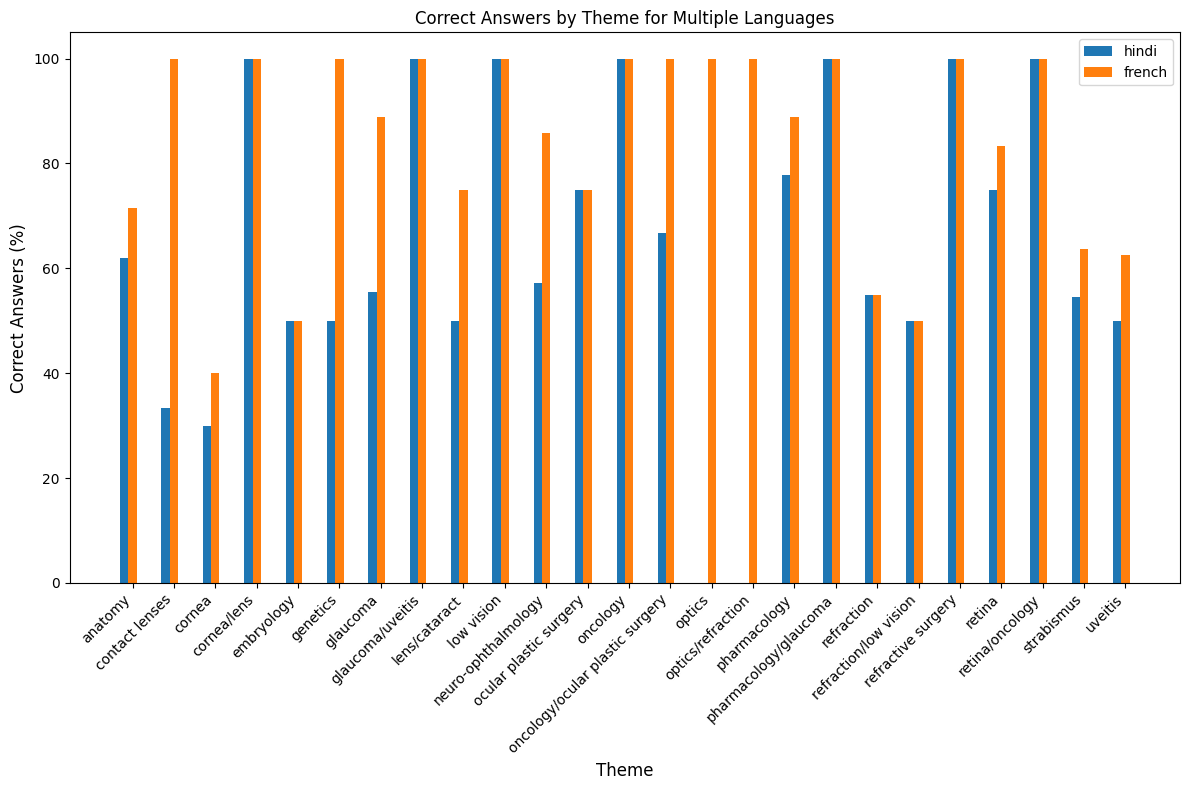 Correct Answers by Theme for Multiple Languages
hindi
french
Correct Answers (%)
100
80
60
40
20
0
anatomy
contact lenses
cornea
cornea/lens
embryology
genetics
glaucoma
glaucoma/uveitis
lens/cataract
low vision
neuro-ophthalmology
ocular plastic surgery
oncology
oncology/ocular plastic surgery
optics
optics/refraction
pharmacology
pharmacology/glaucoma
refraction
refraction/low vision
refractive surgery
retina
retina/oncology
strabismus
uveitis
Theme